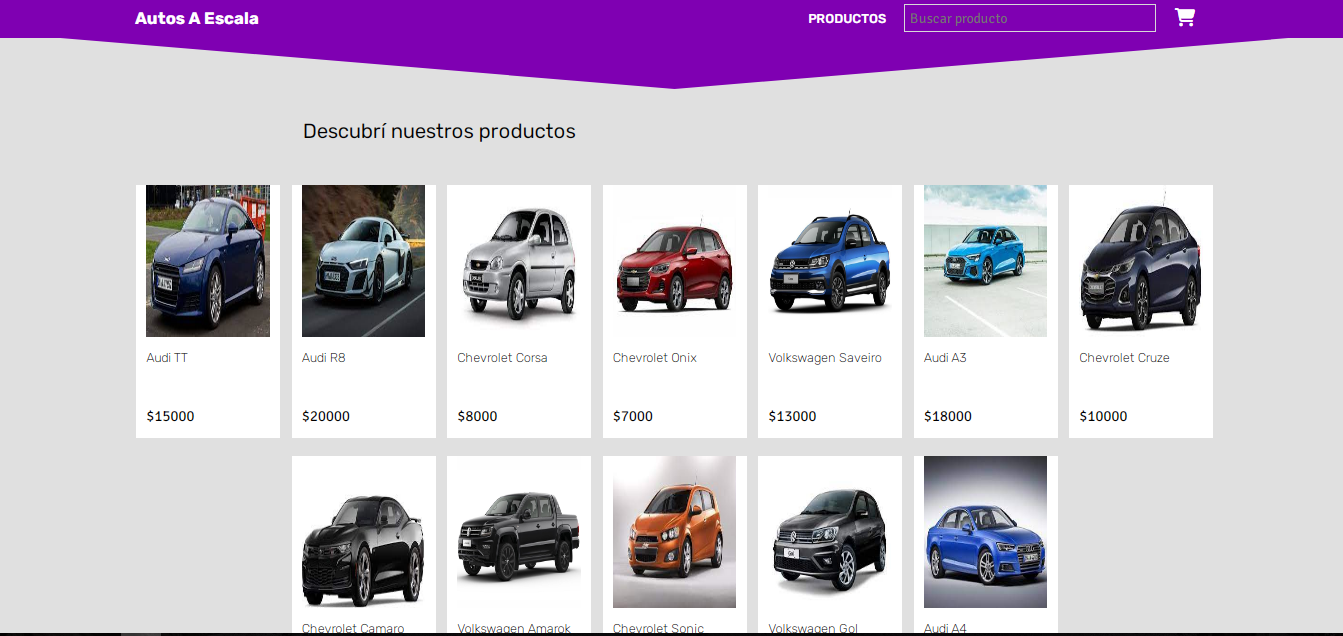 Autos A Escala
PRODUCTOS
Buscar producto
Descubrí nuestros productos
Audi TT
Audi R8
Chevrolet Corsa
Chevrolet Onix
Volkswagen Saveiro
Audi A3
Chevrolet Cruze
$15000
$20000
$8000
$7000
$13000
$18000
$10000
Chevrolet Camaro
Volkswagen Amarok
Chevrolet Sonic
Volkswagen Gol
Audi A4